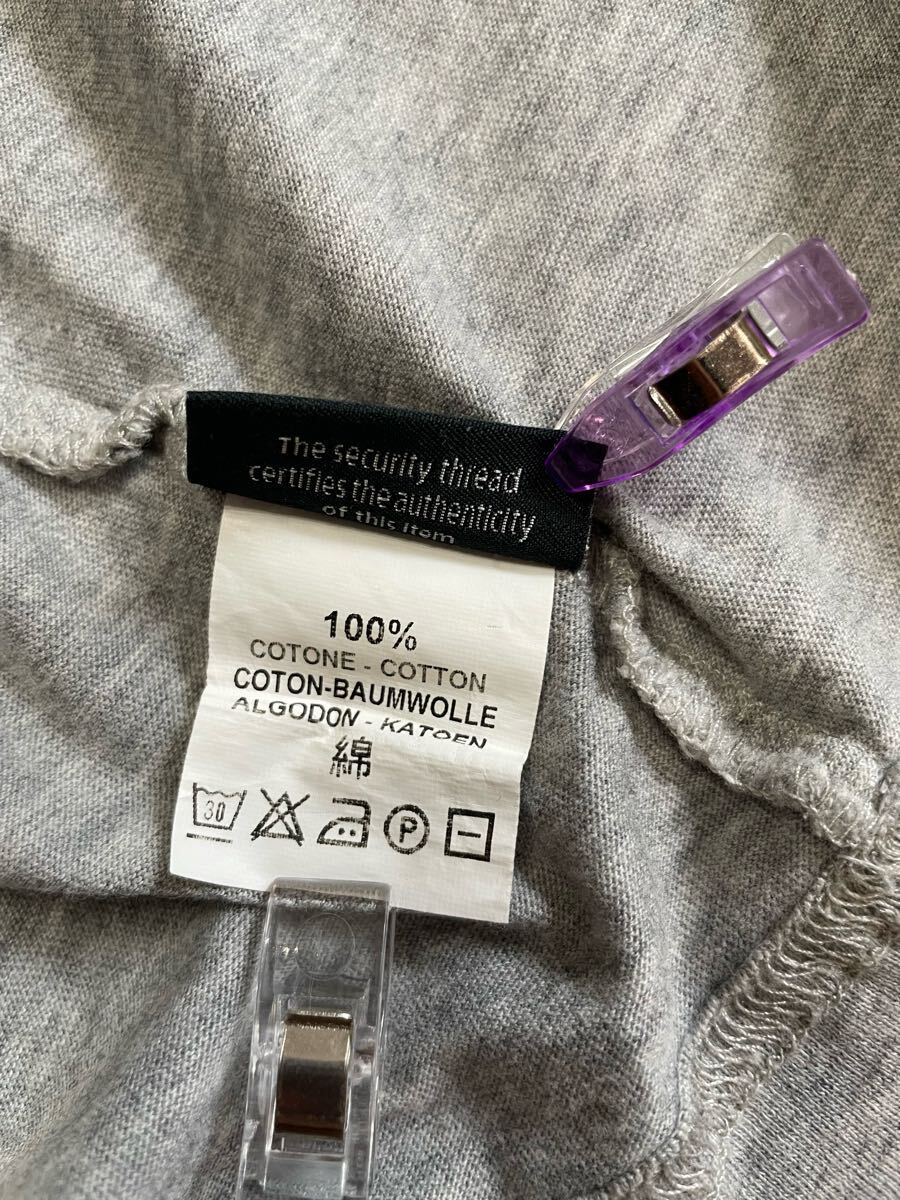 The security thread
certifies the authenticity
of this item
100%
COTONE - COTTON
COTON-BAUMWOLLE
ALGODON - KATOEN
綿
30 P